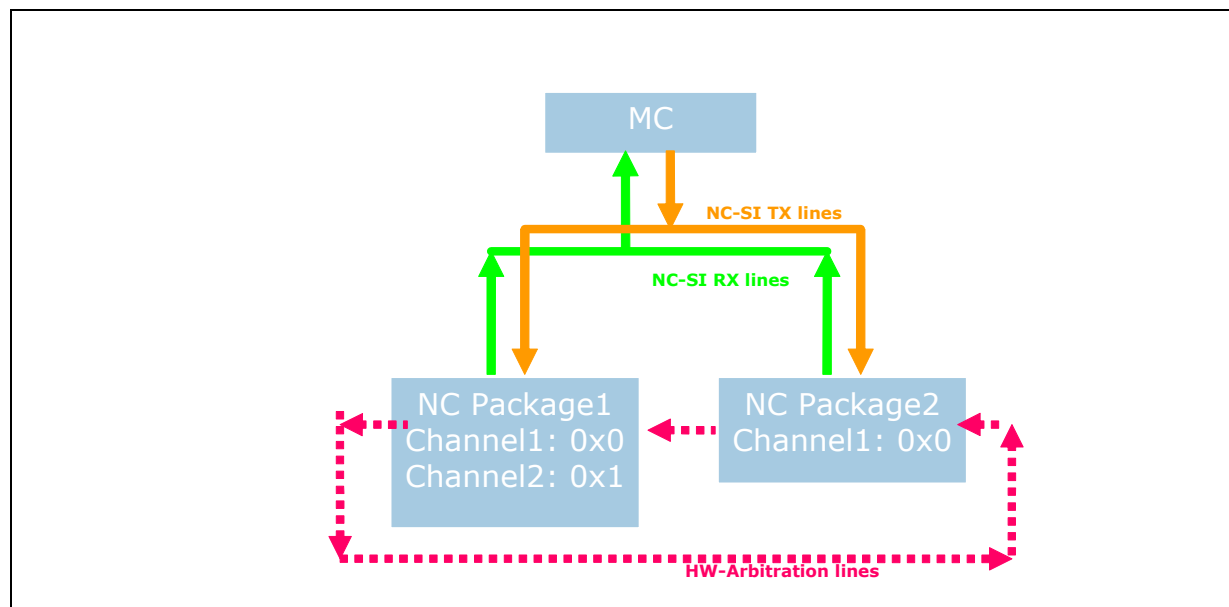 MC
NC-SI TX lines
NC-SI RX lines
NC Package1
Channel1: 0x0
Channel2: 0x1
NC Package2
Channel1: 0x0
HW-Arbitration lines